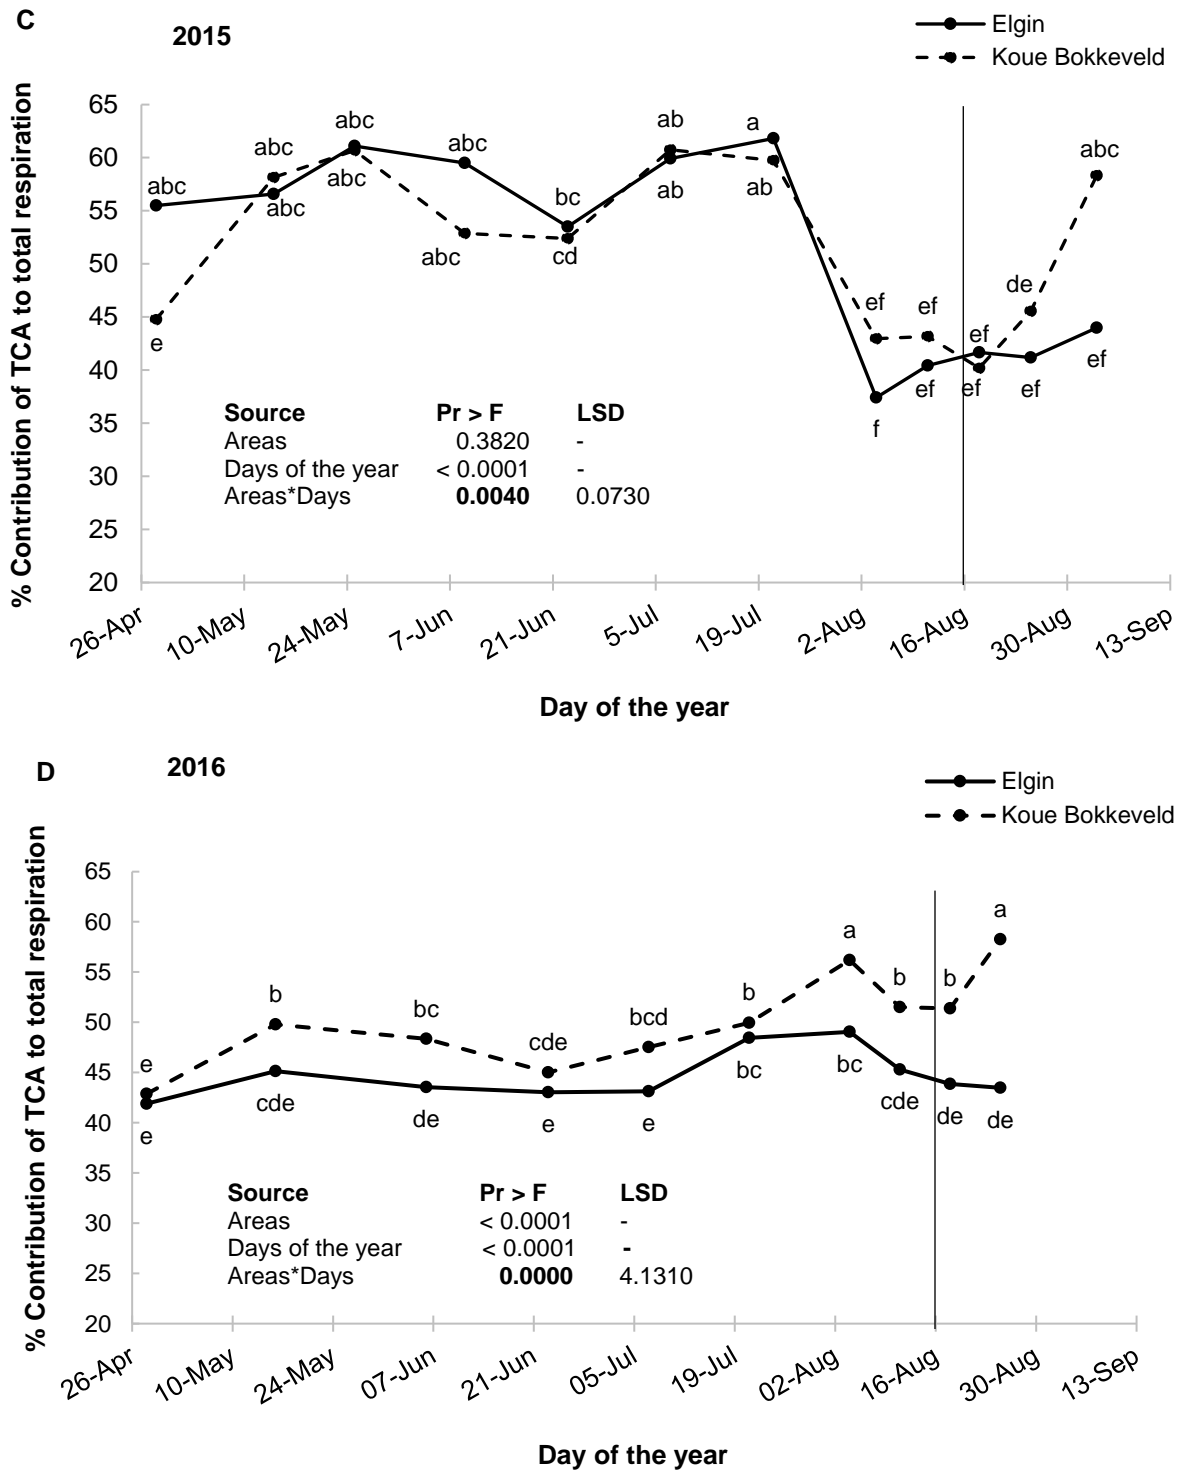 C
2015
Elgin
Koue Bokkeveld
% Contribution of TCA to total respiration
65
60
55
50
45
40
35
30
25
20
abc
abc
abc
abc
ab
a
abc
abc
bc
abc
abc
cd
ab
ab
e
ef
ef
ef
de
ef
ef
ef
ef
f
Source Pr > F LSD
Areas 0.3820 -
Days of the year < 0.0001 -
Areas*Days 0.0040 0.0730
26-Apr 10-May 24-May 7-Jun 21-Jun 5-Jul 19-Jul 2-Aug 16-Aug 30-Aug 13-Sep
Day of the year
D
2016
Elgin
Koue Bokkeveld
% Contribution of TCA to total respiration
65
60
55
50
45
40
35
30
25
20
e
b
bc
cde
bcd
b
a
b
b
a
e
cde
de
e
e
bc
bc
cde
de
de
Source Pr > F LSD
Areas < 0.0001 -
Days of the year < 0.0001 -
Areas*Days 0.0000 4.1310
26-Apr 10-May 24-May 07-Jun 21-Jun 05-Jul 19-Jul 02-Aug 16-Aug 30-Aug 13-Sep
Day of the year